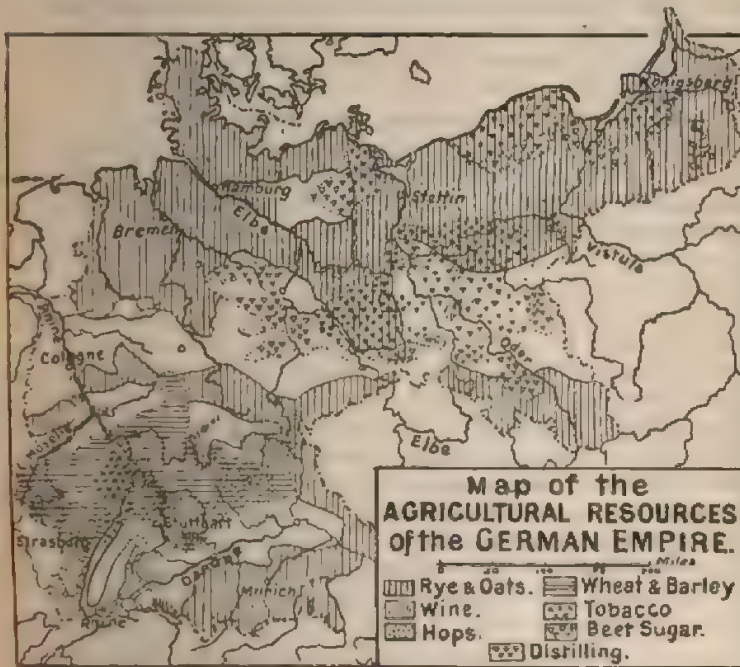 Königsberg
Hamburg
Stettin
Elbe
Bremen
Vistula
Rhine
Cologne
Oder
Moselle
Elbe
Stuttgart
Strasburg
Danube
Munich
Rhine
Map of the
AGRICULTURAL RESOURCES
of the GERMAN EMPIRE.
Miles
Rye & Oats. Wheat & Barley
Wine. Tobacco
Hops. Beet Sugar.
Distilling.